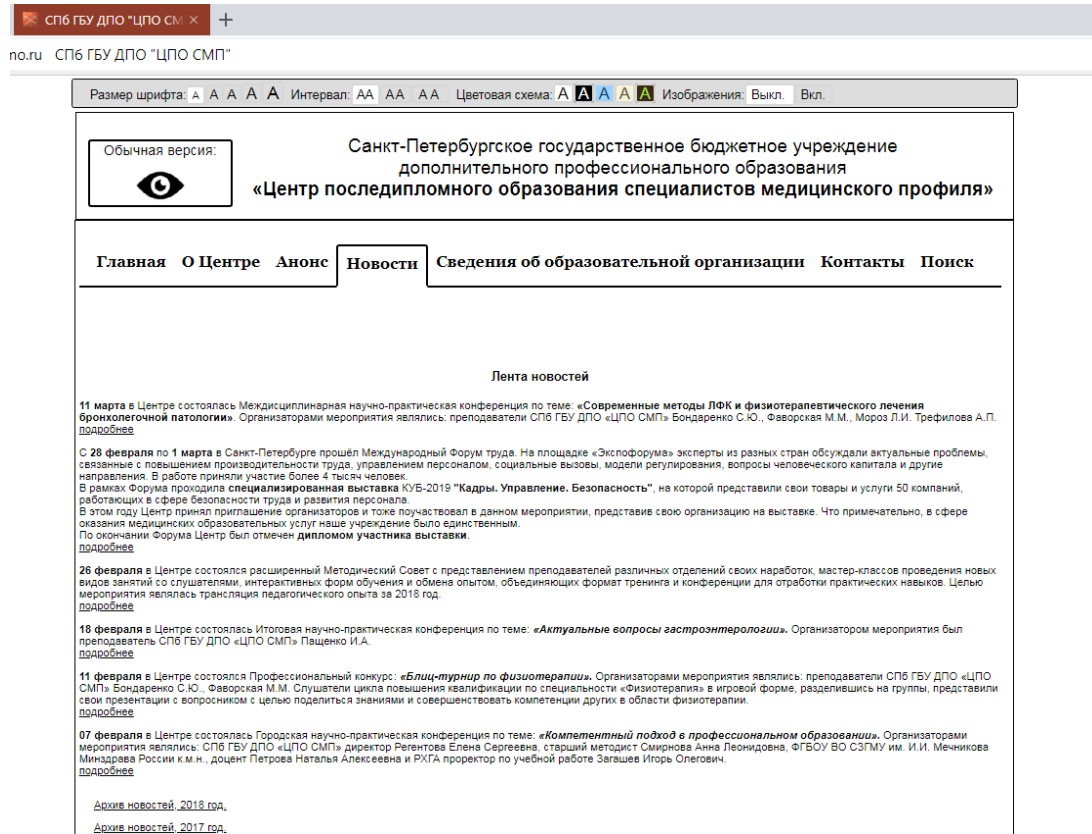 СПб ГБУ ДПО "ЦПО СМ
no.ru СПб ГБУ ДПО "ЦПО СМП"
Размер шрифта: А А А А А Интервал: АА АА АА Цветовая схема: А А А А А Изображения: Выкл. Вкл.
Обычная версия:
Санкт-Петербургское государственное бюджетное учреждение
дополнительного профессионального образования
«Центр последипломного образования специалистов медицинского профиля»
Главная О Центре Анонс Новости Сведения об образовательной организации Контакты Поиск
Лента новостей
11 марта в Центре состоялась Междисциплинарная научно-практическая конференция по теме: «Современные методы ЛФК и физиотерапевтического лечения
бронхолегочной патологии». Организаторами мероприятия являлись: преподаватели СПб ГБУ ДПО «ЦПО СМП» Бондаренко С.Ю., Фаворская М.М., Мороз Л.И. Трефилова А.П.
подробнее
С 28 февраля по 1 марта в Санкт-Петербурге прошёл Международный Форум труда. На площадке «Экспофорума» эксперты из разных стран обсуждали актуальные проблемы,
связанные с повышением производительности труда, управлением персоналом, социальные вызовы, модели регулирования, вопросы человеческого капитала и другие
направления. В работе приняли участие более 4 тысяч человек.
В рамках Форума проходила специализированная выставка КУБ-2019 "Кадры. Управление. Безопасность", на которой представили свои товары и услуги 50 компаний,
работающих в сфере безопасности труда и развития персонала.
В этом году Центр принял приглашение организаторов и тоже поучаствовал в данном мероприятии, представив свою организацию на выставке. Что примечательно, в сфере
оказания медицинских образовательных услуг наше учреждение было единственным.
По окончании Форума Центр был отмечен дипломом участника выставки.
подробнее
26 февраля в Центре состоялся расширенный Методический Совет с представлением преподавателей различных отделений своих наработок, мастер-классов проведения новых
видов занятий со слушателями, интерактивных форм обучения и обмена опытом, объединяющих формат тренинга и конференции для отработки практических навыков. Целью
мероприятия являлась трансляция педагогического опыта за 2018 год.
подробнее
18 февраля в Центре состоялась Итоговая научно-практическая конференция по теме: «Актуальные вопросы гастроэнтерологии». Организатором мероприятия был
преподаватель СПб ГБУ ДПО «ЦПО СМП» Пащенко И.А.
подробнее
11 февраля в Центре состоялся Профессиональный конкурс: «Блиц-турнир по физиотерапии». Организаторами мероприятия являлись: преподаватели СПб ГБУ ДПО «ЦПО
СМП» Бондаренко С.Ю., Фаворская М.М. Слушатели цикла повышения квалификации по специальности «Физиотерапия» в игровой форме, разделившись на группы, представили
свои презентации с вопросником с целью поделиться знаниями и совершенствовать компетенции других в области физиотерапии.
подробнее
07 февраля в Центре состоялась Городская научно-практическая конференция по теме: «Компетентный подход в профессиональном образовании». Организаторами
мероприятия являлись: СПб ГБУ ДПО «ЦПО СМП» директор Регентова Елена Сергеевна, старший методист Смирнова Анна Леонидовна, ФГБОУ ВО СЗГМУ им. И.И. Мечникова
Минздрава России к.м.н., доцент Петрова Наталья Алексеевна и РХГА проректор по учебной работе Загашев Игорь Олегович.
подробнее
Архив новостей, 2018 год.
Архив новостей, 2017 год.